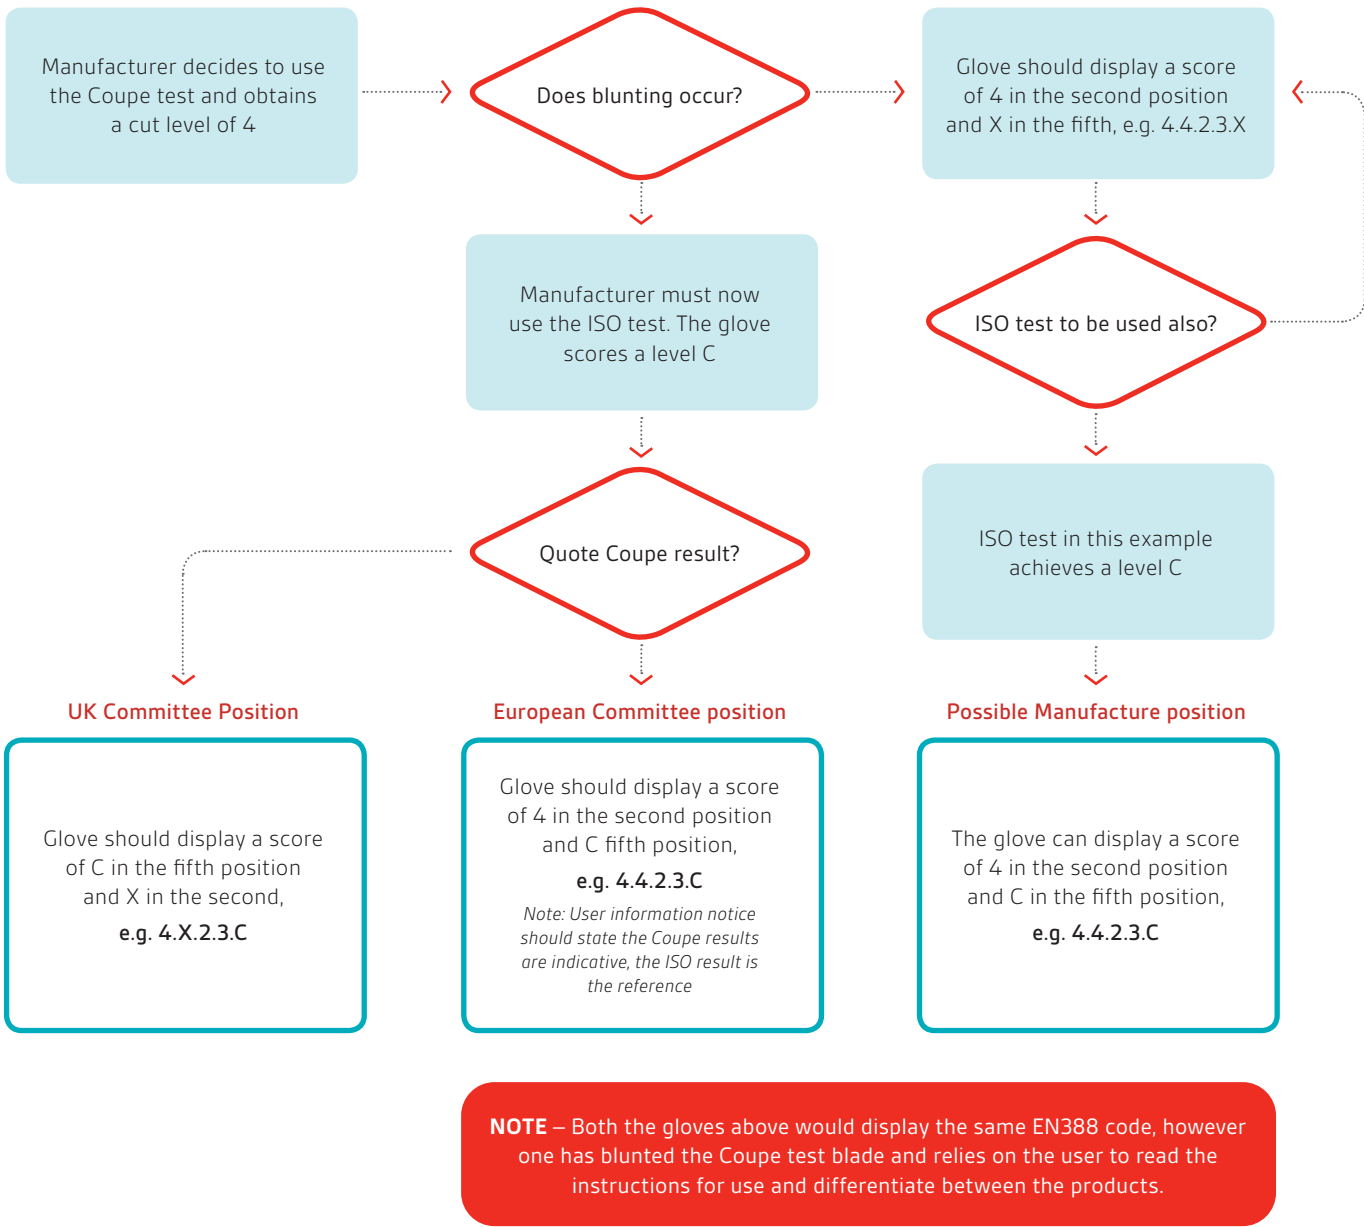 Manufacturer decides to use
the Coupe test and obtains
a cut level of 4
Does blunting occur?
Glove should display a score
of 4 in the second position
and X in the fifth, e.g. 4.4.2.3.X
Manufacturer must now
use the ISO test. The glove
scores a level C
ISO test to be used also?
Quote Coupe result?
ISO test in this example
achieves a level C
UK Committee Position
Glove should display a score
of C in the fifth position
and X in the second,
e.g. 4.X.2.3.C
European Committee position
Glove should display a score
of 4 in the second position
and C fifth position,
e.g. 4.4.2.3.C
Note: User information notice
should state the Coupe results
are indicative, the ISO result is
the reference
Possible Manufacture position
The glove can display a score
of 4 in the second position
and C in the fifth position,
e.g. 4.4.2.3.C
NOTE – Both the gloves above would display the same EN388 code, however
one has blunted the Coupe test blade and relies on the user to read the
instructions for use and differentiate between the products.